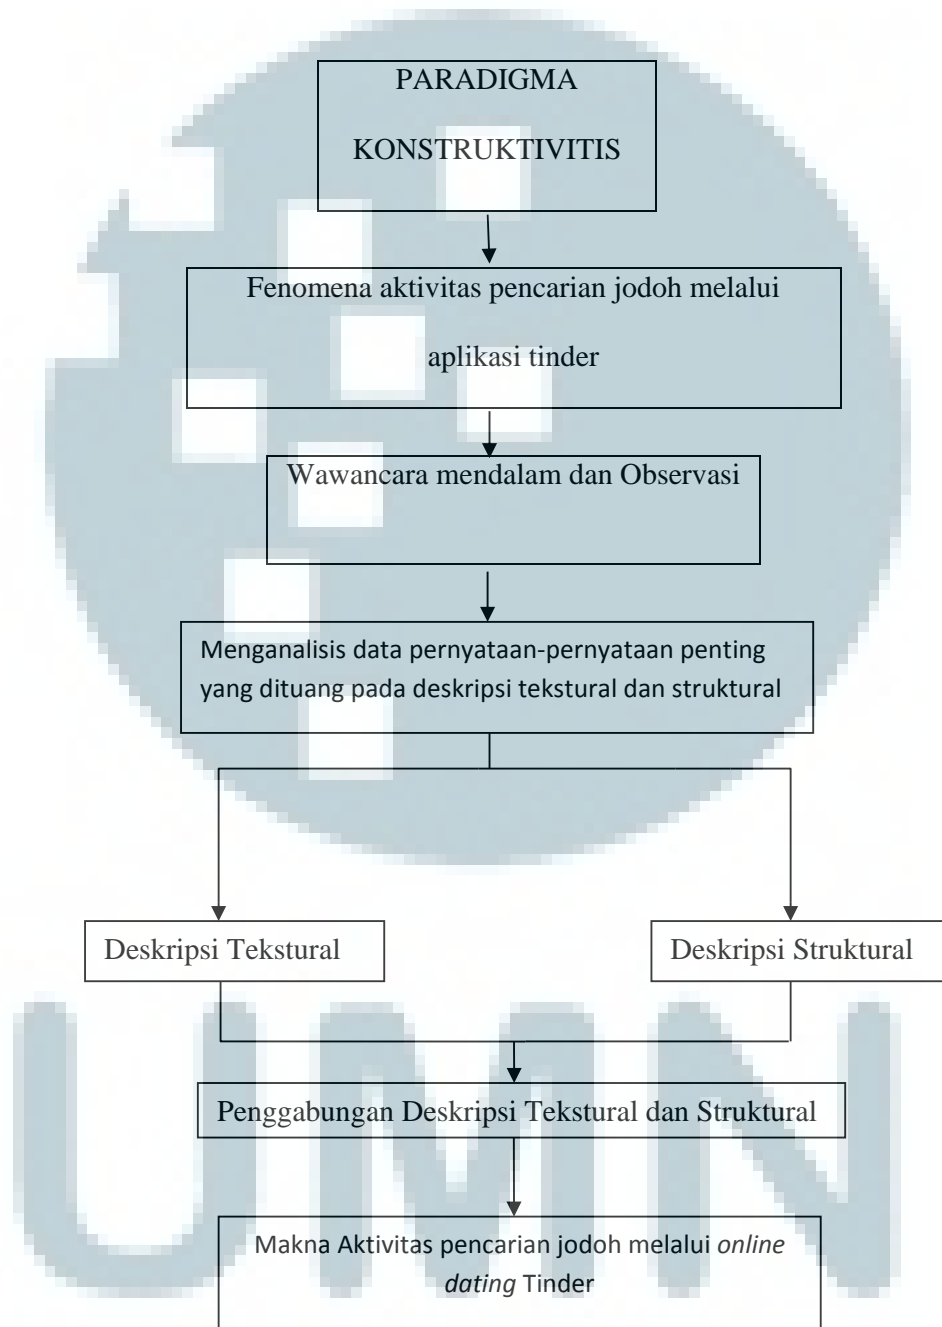 PARADIGMA
KONSTRUKTIVITIS
Fenomena aktivitas pencarian jodoh melalui
aplikasi tinder
Wawancara mendalam dan Observasi
Menganalisis data pernyataan-pernyataan penting
yang dituang pada deskripsi tekstural dan struktural
Deskripsi Tekstural
Deskripsi Struktural
Penggabungan Deskripsi Tekstural dan Struktural
Makna Aktivitas pencarian jodoh melalui online
dating Tinder
UMN